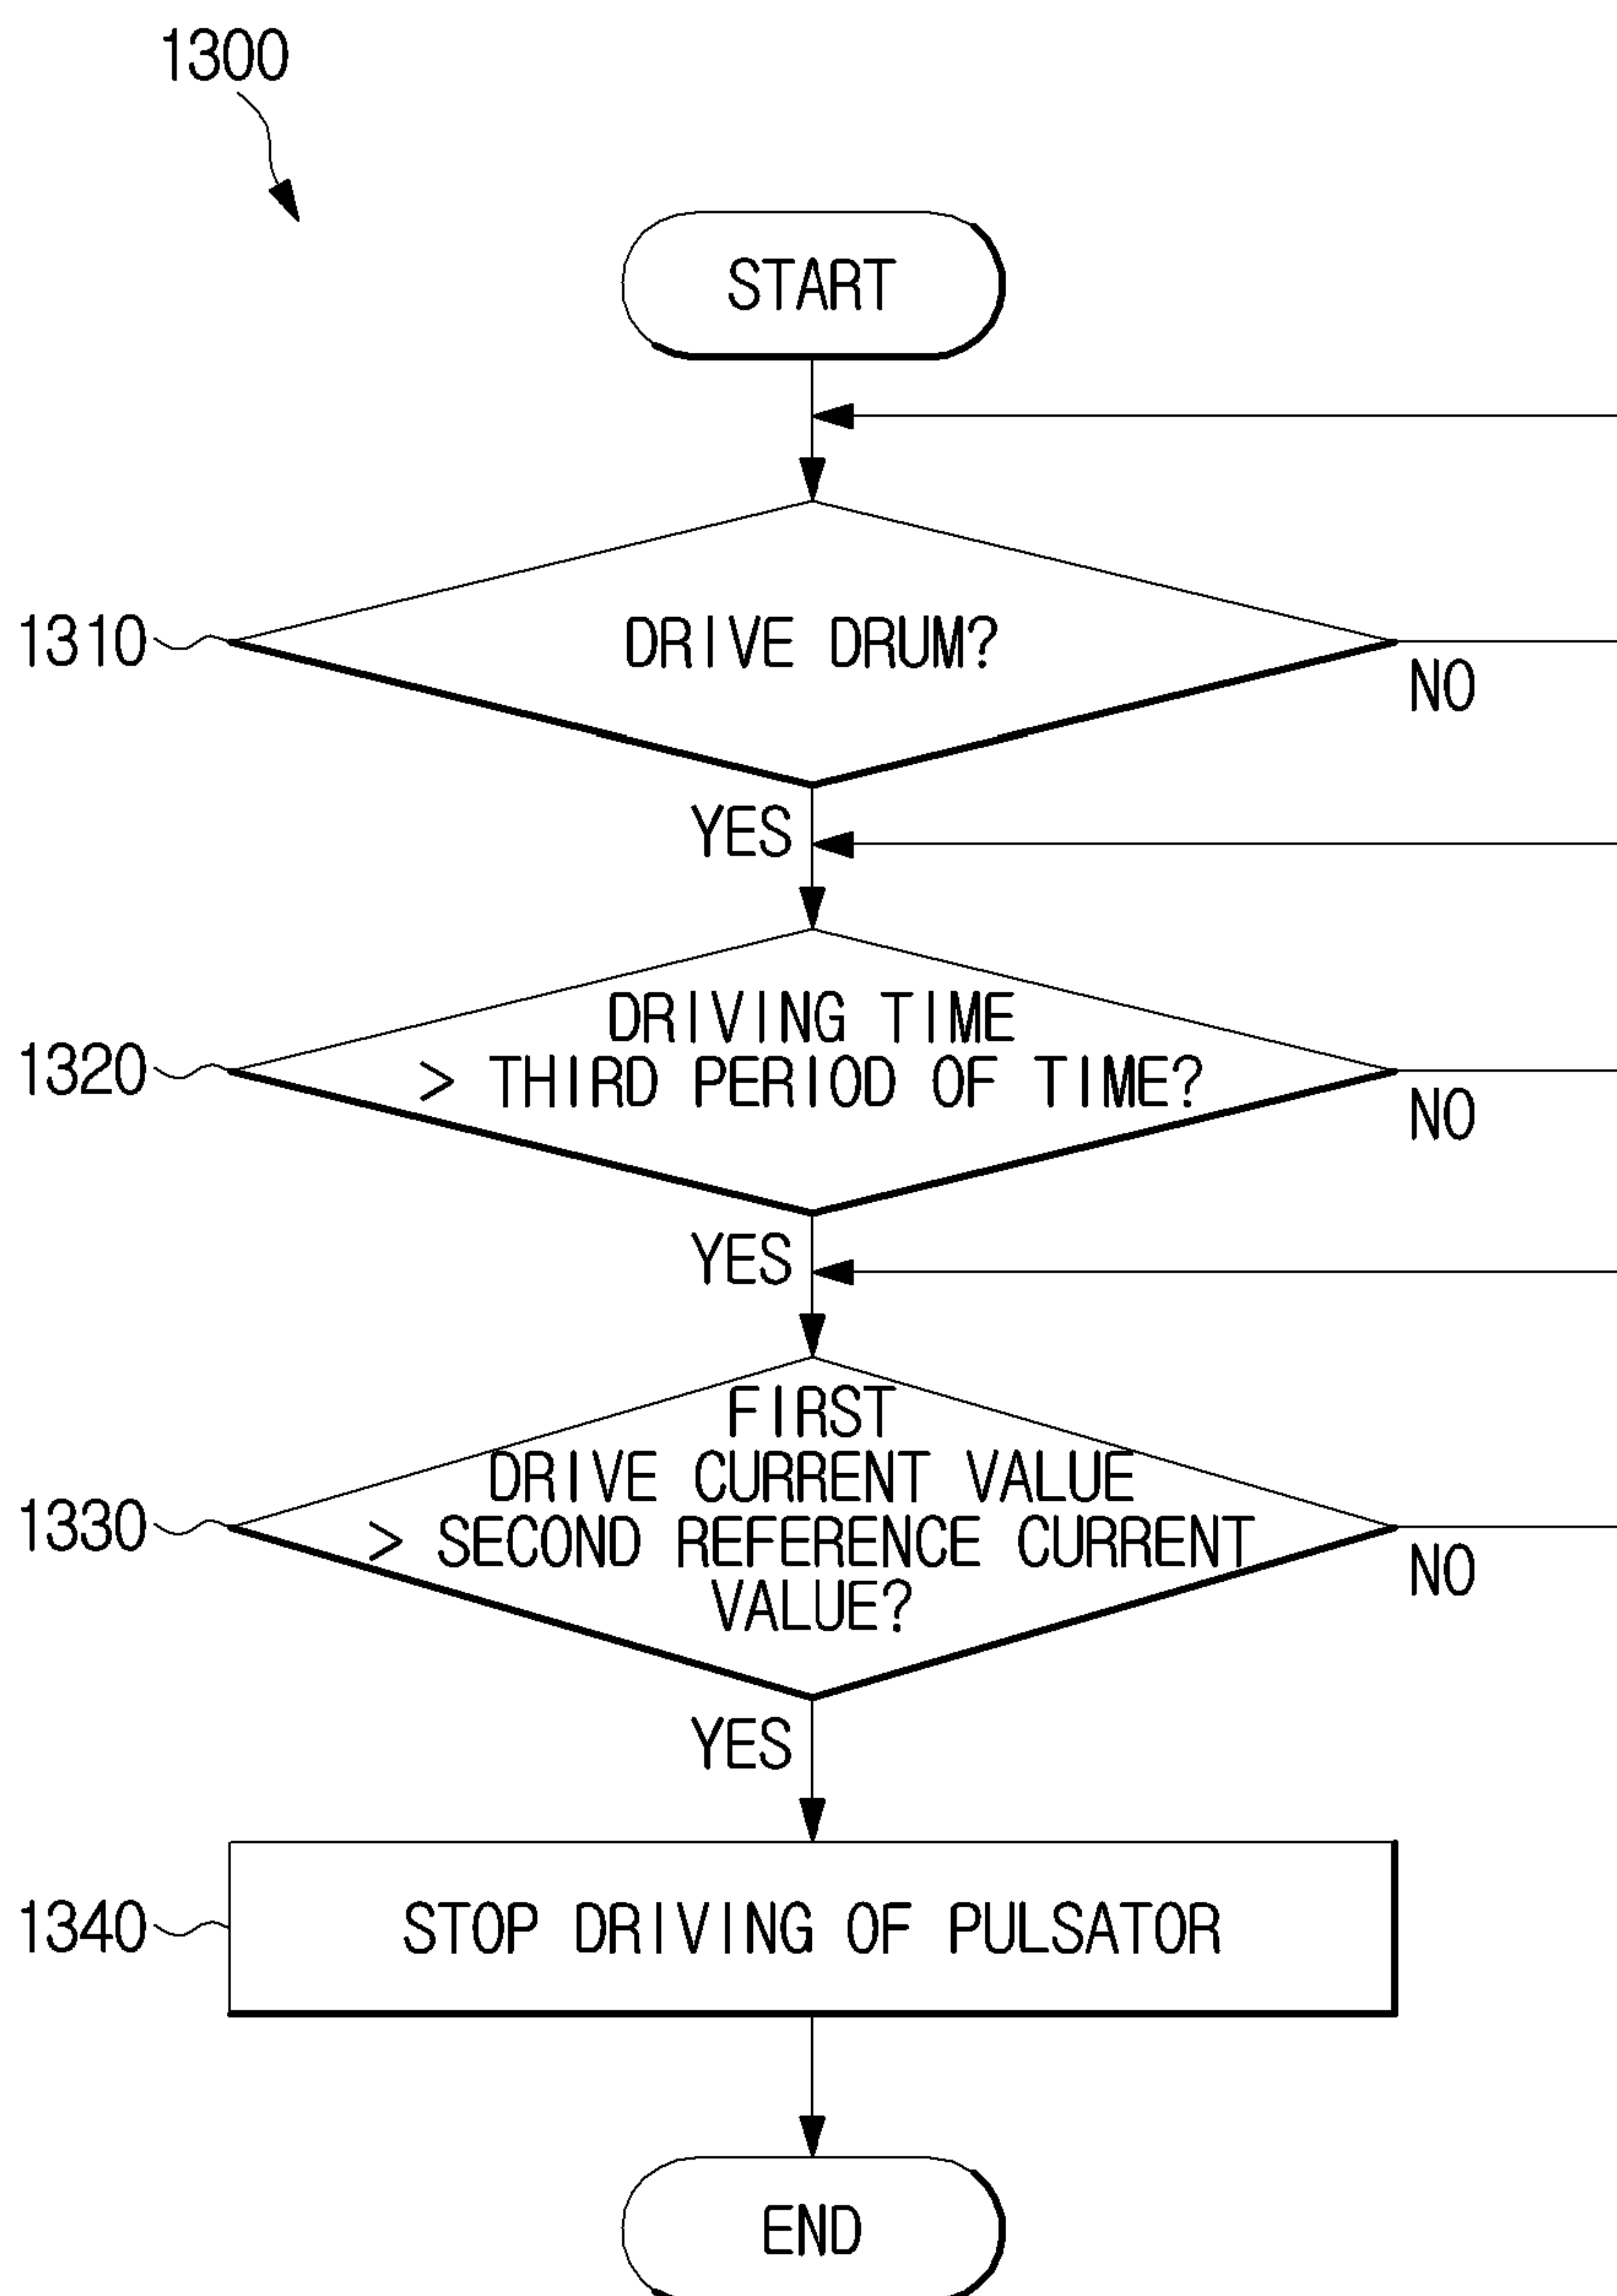 1300
START
1310
DRIVE DRUM?
NO
YES
1320
DRIVING TIME
> THIRD PERIOD OF TIME?
NO
YES
1330
FIRST
DRIVE CURRENT VALUE
> SECOND REFERENCE CURRENT
VALUE?
NO
YES
1340
STOP DRIVING OF PULSATOR
END